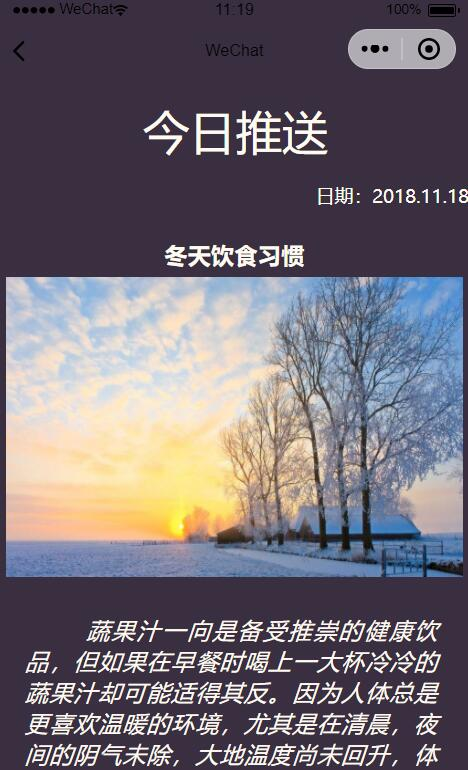 WeChat 11:19 100%
WeChat
今日推送
日期：2018.11.18
冬天饮食习惯
蔬果汁一向是备受推崇的健康饮
品，但如果在早餐时喝上一大杯冷冷的
蔬果汁却可能适得其反。因为人体总是
更喜欢温暖的环境，尤其是在清晨，夜
间的阴气未除，大地温度尚未回升，体